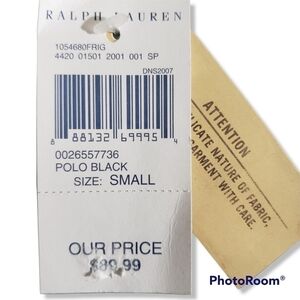 RALPH LAUREN
1054680FRIG
4420 01501 2001 001 SP
DNS2007
8 88132 69995 4
0026557736
POLO BLACK
SIZE: SMALL
OUR PRICE
$89.99
ATTENTION
DELICATE NATURE OF FABRIC,
GARMENT WITH CARE.
PhotoRoom®